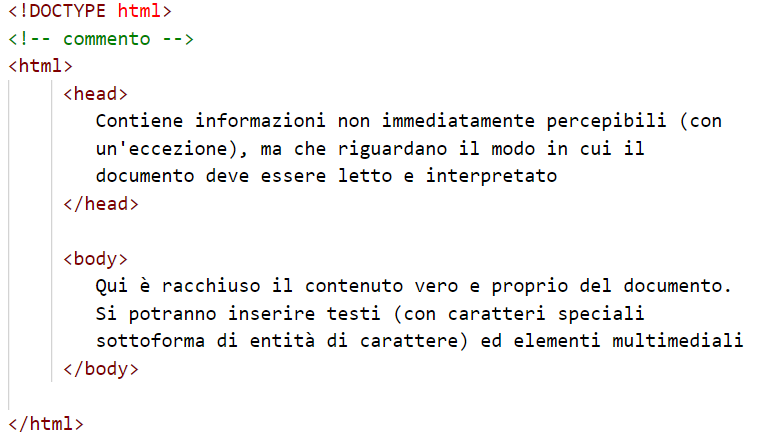 <!DOCTYPE html>
<!-- commento -->
<html>
<head>
Contiene informazioni non immediatamente percepibili (con
un'eccezione), ma che riguardano il modo in cui il
documento deve essere letto e interpretato
</head>
<body>
Qui è racchiuso il contenuto vero e proprio del documento.
Si potranno inserire testi (con caratteri speciali
sottoforma di entità di carattere) ed elementi multimediali
</body>
</html>